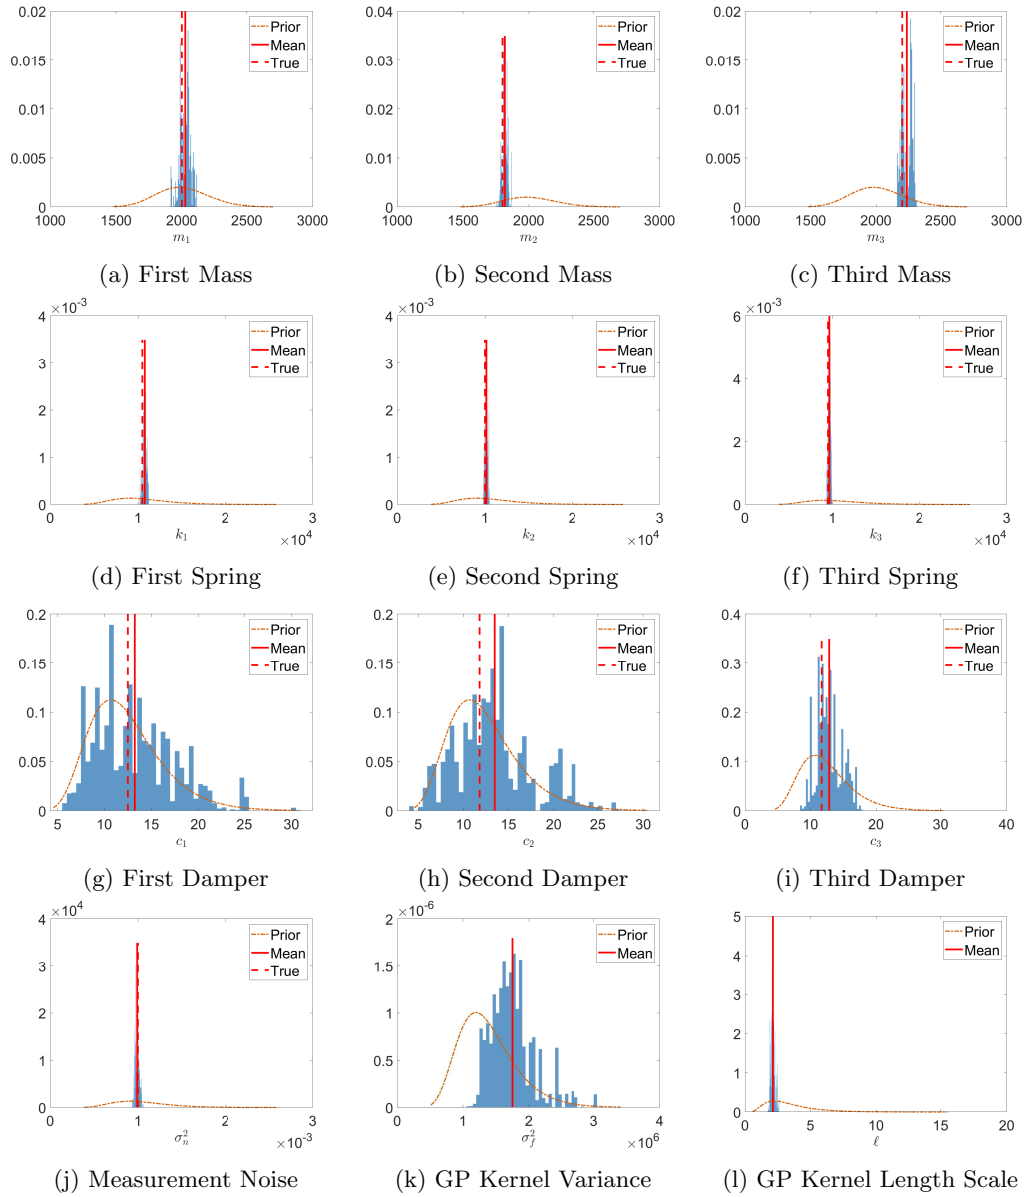 0.02 0.04 0.02
Prior Mean True
Prior Mean True
Prior Mean True
0.015 0.03 0.015
0.01 0.02 0.01
0.005 0.01 0.005
0 0 0
1000 1500 2000 2500 3000 1000 1500 2000 2500 3000 1000 1500 2000 2500 3000
m₁ m₂ m₃
(a) First Mass (b) Second Mass (c) Third Mass
×10⁻³ ×10⁻³ ×10⁻³
4 4 6
Prior Mean True
Prior Mean True
Prior Mean True
3 3 4
2 2 2
1 1
0 0 0
0 1 2 3 0 1 2 3 0 1 2 3
k₁ ×10⁴ k₂ ×10⁴ k₃ ×10⁴
(d) First Spring (e) Second Spring (f) Third Spring
0.2 0.2 0.4
Prior Mean True
Prior Mean True
Prior Mean True
0.15 0.15 0.3
0.1 0.1 0.2
0.05 0.05 0.1
0 0 0
5 10 15 20 25 30 5 10 15 20 25 30 0 10 20 30 40
c₁ c₂ c₃
(g) First Damper (h) Second Damper (i) Third Damper
×10⁴ ×10⁻⁶
4 2 5
Prior Mean True
Prior Mean
Prior Mean
3 1.5 4
2 1 3
1 0.5 2
0 0 1
0
0 1 2 3 0 1 2 3 4 0 5 10 15 20
σₙ² ×10⁻³ σ_f² ×10⁶ ℓ
(j) Measurement Noise (k) GP Kernel Variance (l) GP Kernel Length Scale